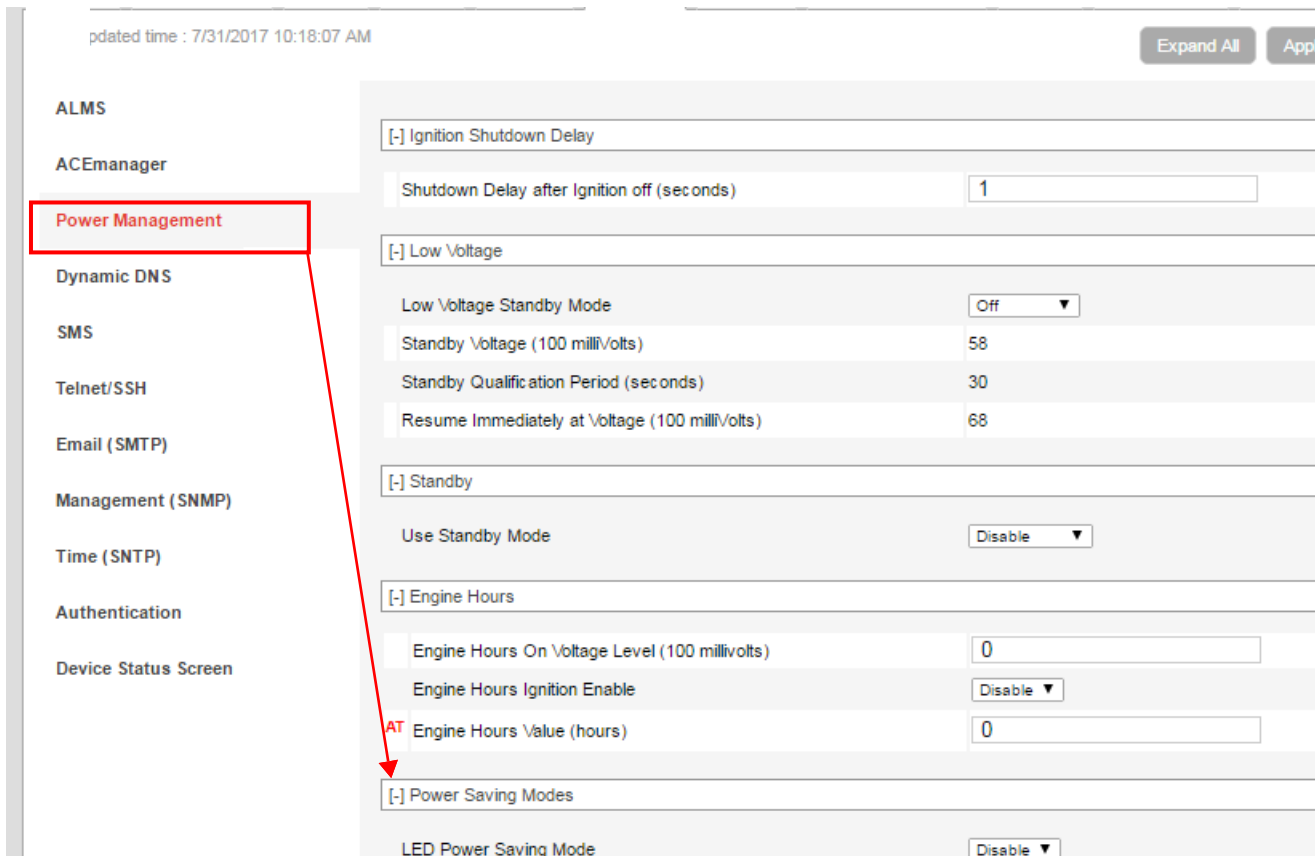 pdated time : 7/31/2017 10:18:07 AM
Expand All
App
ALMS
ACEmanager
Power Management
Dynamic DNS
SMS
Telnet/SSH
Email (SMTP)
Management (SNMP)
Time (SNTP)
Authentication
Device Status Screen
[-] Ignition Shutdown Delay
Shutdown Delay after Ignition off (seconds) 1
[-] Low Voltage
Low Voltage Standby Mode Off
Standby Voltage (100 milliVolts) 58
Standby Qualification Period (seconds) 30
Resume Immediately at Voltage (100 milliVolts) 68
[-] Standby
Use Standby Mode Disable
[-] Engine Hours
Engine Hours On Voltage Level (100 millivolts) 0
Engine Hours Ignition Enable Disable
AT Engine Hours Value (hours) 0
[-] Power Saving Modes
LED Power Saving Mode Disable